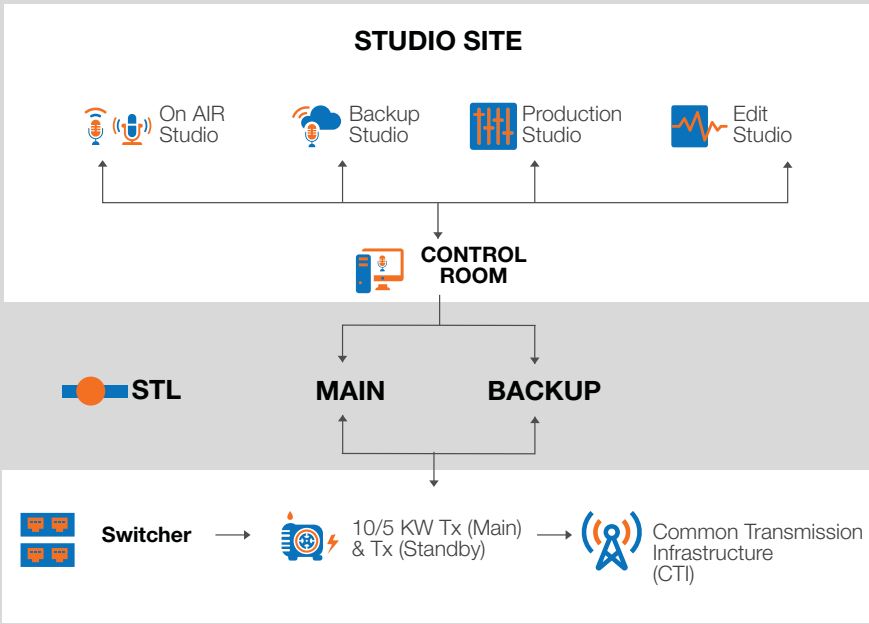 STUDIO SITE
On AIR
Studio
Backup
Studio
Production
Studio
Edit
Studio
CONTROL
ROOM
STL
MAIN
BACKUP
Switcher
10/5 KW Tx (Main)
& Tx (Standby)
Common Transmission
Infrastructure
(CTI)